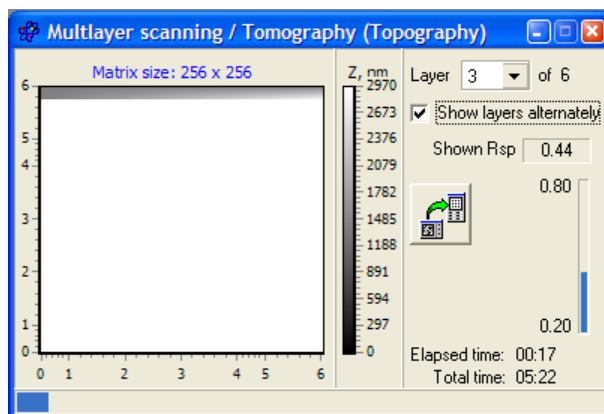 Multlayer scanning / Tomography (Topography)
Matrix size: 256 x 256
6
5
4
3
2
1
0
0 1 2 3 4 5 6
Z, nm
2970
2673
2376
2079
1782
1485
1188
891
594
297
0
Layer 3 of 6
Show layers alternately
Shown Rsp 0.44
0.80
0.20
Elapsed time: 00:17
Total time: 05:22